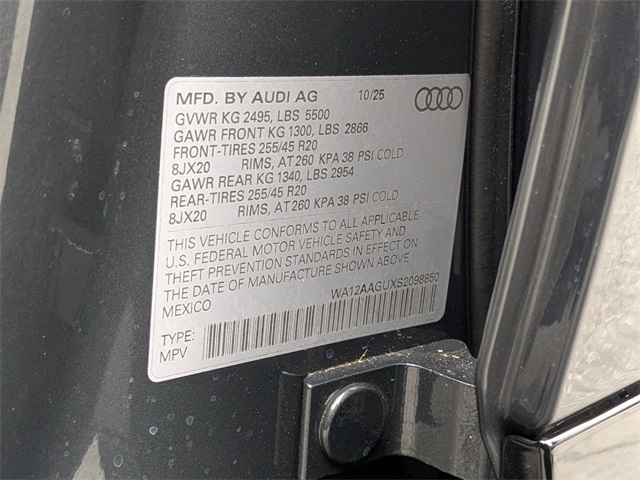 MFD. BY AUDI AG 10/25
GVWR KG 2495, LBS 5500
GAWR FRONT KG 1300, LBS 2866
FRONT-TIRES 255/45 R20
8JX20 RIMS, AT 260 KPA 38 PSI COLD
GAWR REAR KG 1340, LBS 2954
REAR-TIRES 255/45 R20
8JX20 RIMS, AT 260 KPA 38 PSI COLD
THIS VEHICLE CONFORMS TO ALL APPLICABLE
U.S. FEDERAL MOTOR VEHICLE SAFETY AND
THEFT PREVENTION STANDARDS IN EFFECT ON
THE DATE OF MANUFACTURE SHOWN ABOVE.
MEXICO
WA12AAGUXS2098850
TYPE:
MPV